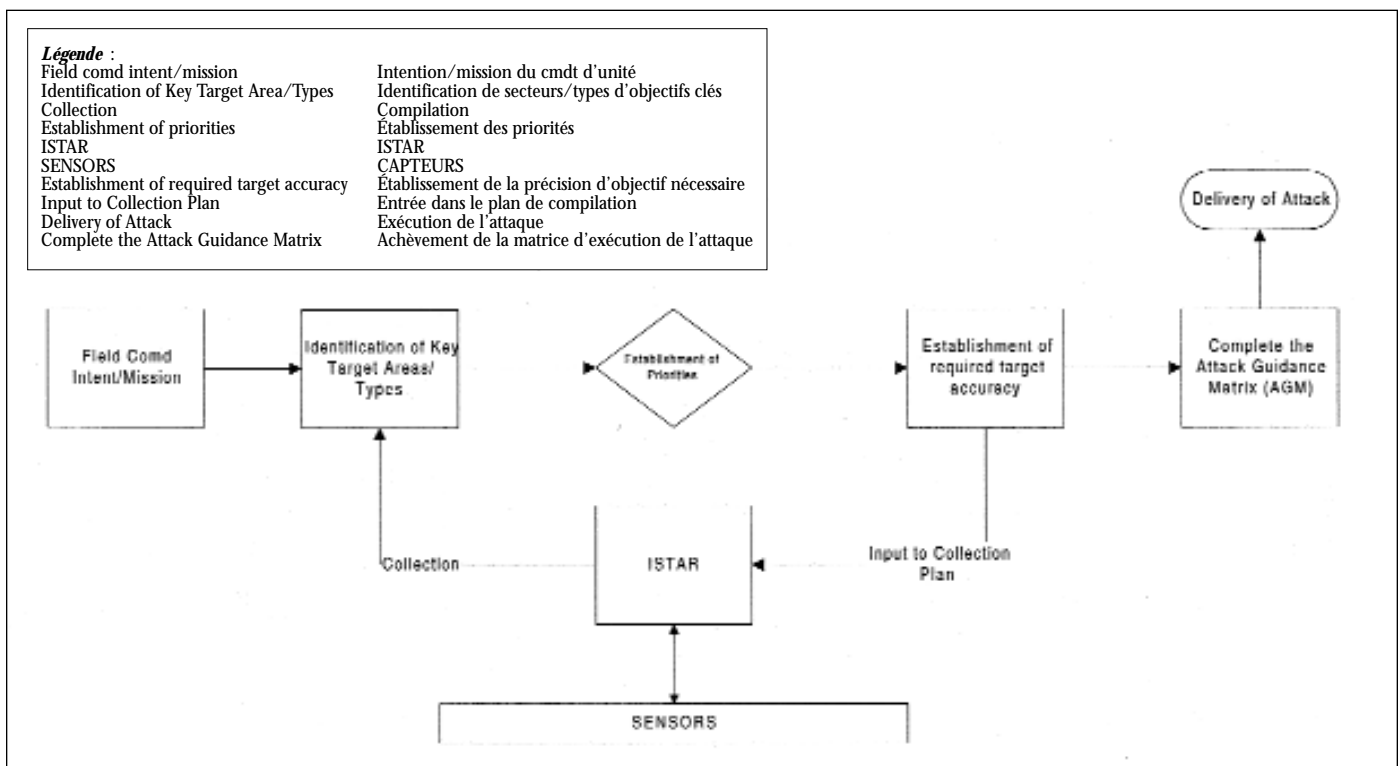 Légende :
Field comd intent/mission Intention/mission du cmdt d'unité
Identification of Key Target Area/Types Identification de secteurs/types d'objectifs clés
Collection Compilation
Establishment of priorities Établissement des priorités
ISTAR ISTAR
SENSORS CAPTEURS
Establishment of required target accuracy Établissement de la précision d'objectif nécessaire
Input to Collection Plan Entrée dans le plan de compilation
Delivery of Attack Exécution de l'attaque
Complete the Attack Guidance Matrix Achèvement de la matrice d'exécution de l'attaque
Delivery of Attack
Field Comd
Intent/Mission
Identification of Key
Target Areas/
Types
Establishment of
Priorities
Establishment of
required target
accuracy
Complete the
Attack Guidance
Matrix (AGM)
Collection
ISTAR
Input to Collection
Plan
SENSORS